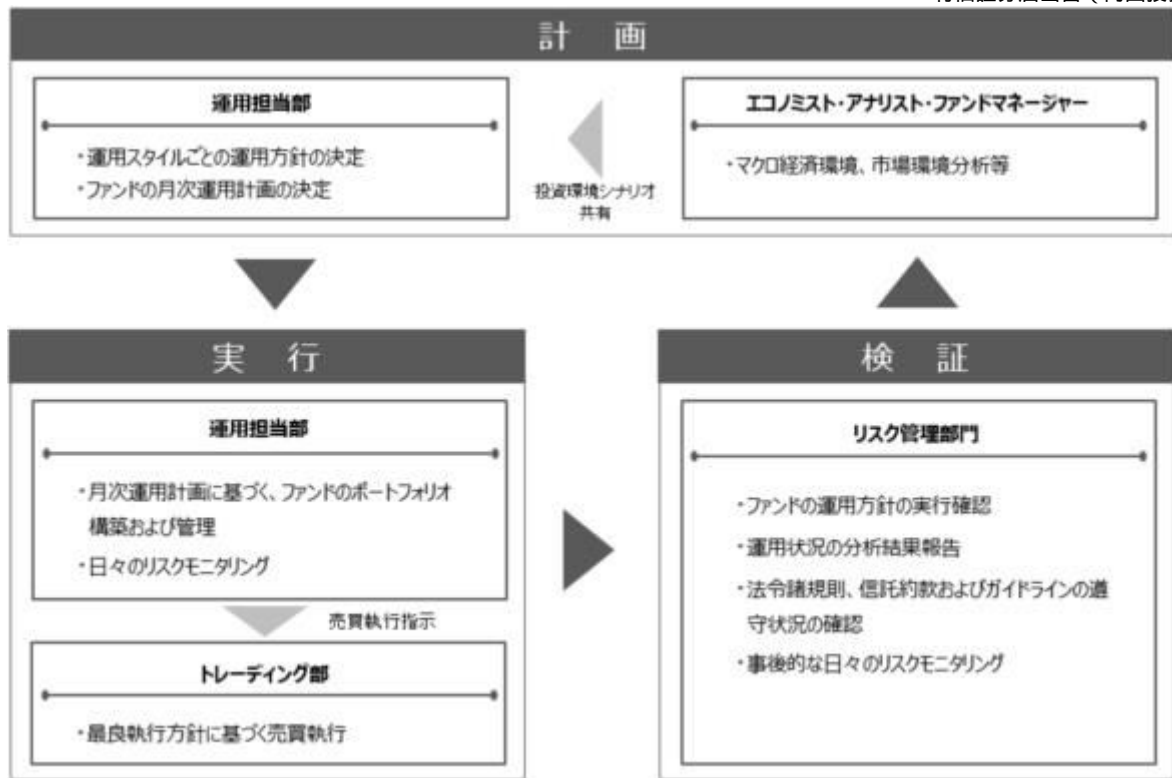 計 画
運用担当部
・運用スタイルごとの運用方針の決定
・ファンドの月次運用計画の決定
投資環境シナリオ
共有
エコノミスト・アナリスト・ファンドマネージャー
・マクロ経済環境、市場環境分析等
実 行
運用担当部
・月次運用計画に基づく、ファンドのポートフォリオ
構築および管理
・日々のリスクモニタリング
売買執行指示
トレーディング部
・最良執行方針に基づく売買執行
検 証
リスク管理部門
・ファンドの運用方針の実行確認
・運用状況の分析結果報告
・法令諸規則、信託約款およびガイドラインの遵
守状況の確認
・事後的な日々のリスクモニタリング